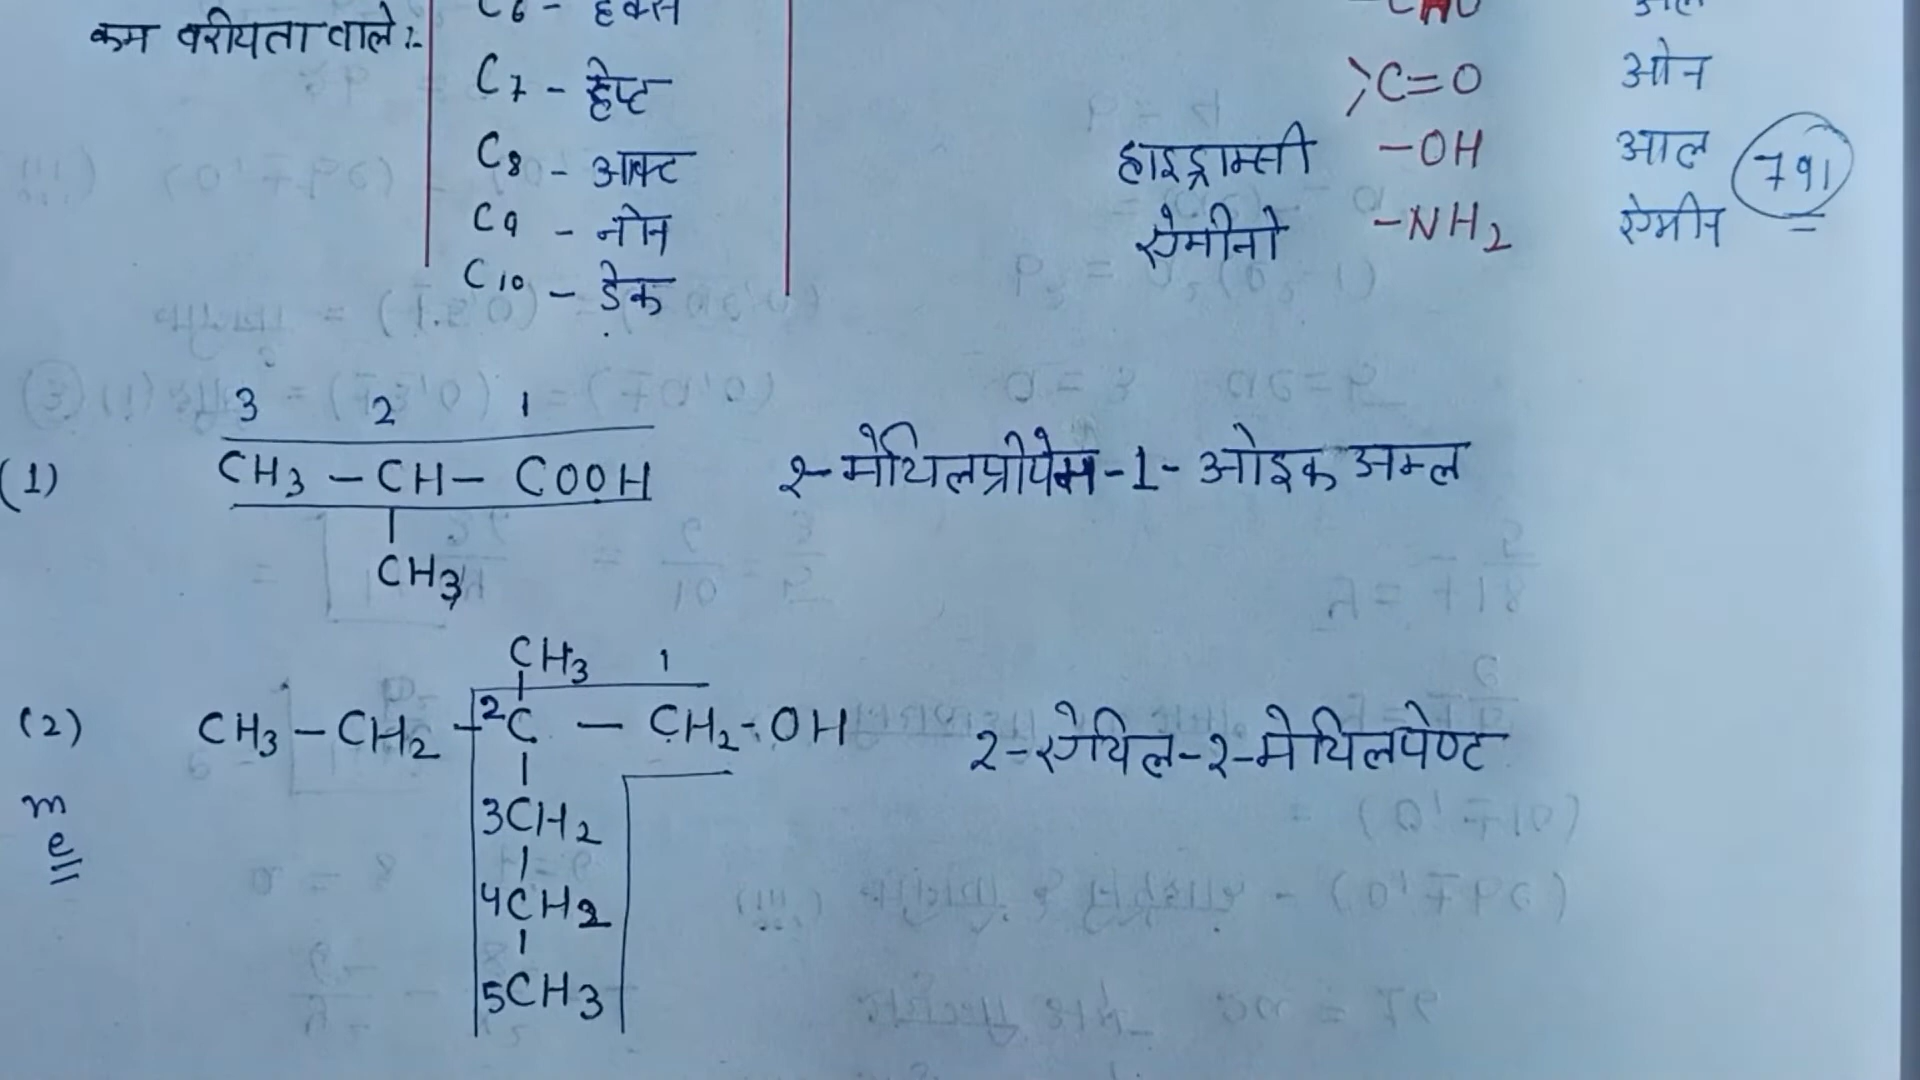 कम वरीयता वाले :-
C6 - हेक्स
C7 - हेप्ट
C8 - आक्ट
C9 - नोन
C10 - डेक
>C=O ओन
हाइड्राक्सी -OH आल 791
ऐमीनो -NH2 ऐमीन
3 2 1
(1) CH3 - CH - COOH 2-मेथिलप्रोपेन-1-ओइक अम्ल
CH3
CH3 1
(2) CH3 - CH2 - 2C - CH2 - OH 2-ऐथिल-2-मेथिलपेण्ट
m 3CH2
e
4CH2
5CH3